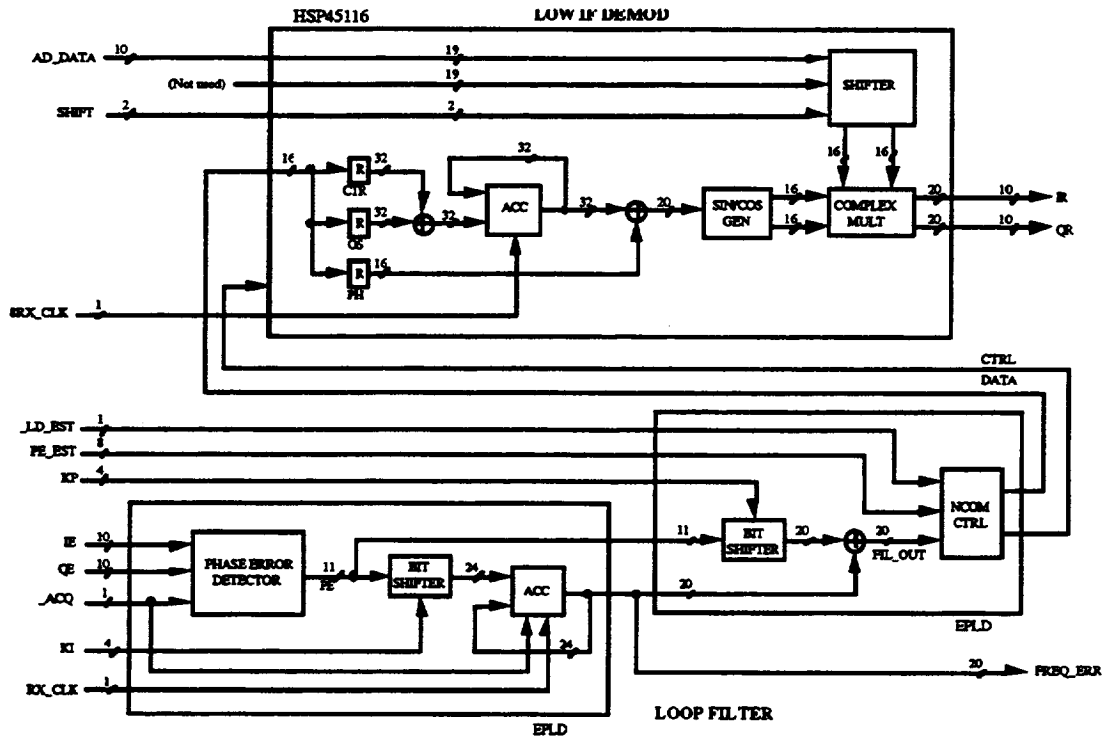 HSP45116
LOW IF DEMOD
AD_DATA 10 19
(Not used) 19
SHIFT 2 2
SHIFTER
16 16
16 R 32
CTR
32
R 32 32
OS
ACC
32 20
SIN/COS GEN
16
16
COMPLEX MULT
20 10 IR
20 10 QR
R 16
PH
8RX_CLK 1
CTRL
DATA
_LD_EST 1
PE_EST 8
KP 4
NCOM CTRL
11 BIT SHIFTER 20 20
FIL_OUT
IE 10
QE 10
_ACQ 1
PHASE ERROR DETECTOR
11
PE
BIT SHIFTER
24
ACC
20
EPLD
KI 4
24
RX_CLK 1
20 FREQ_ERR
LOOP FILTER
EPLD